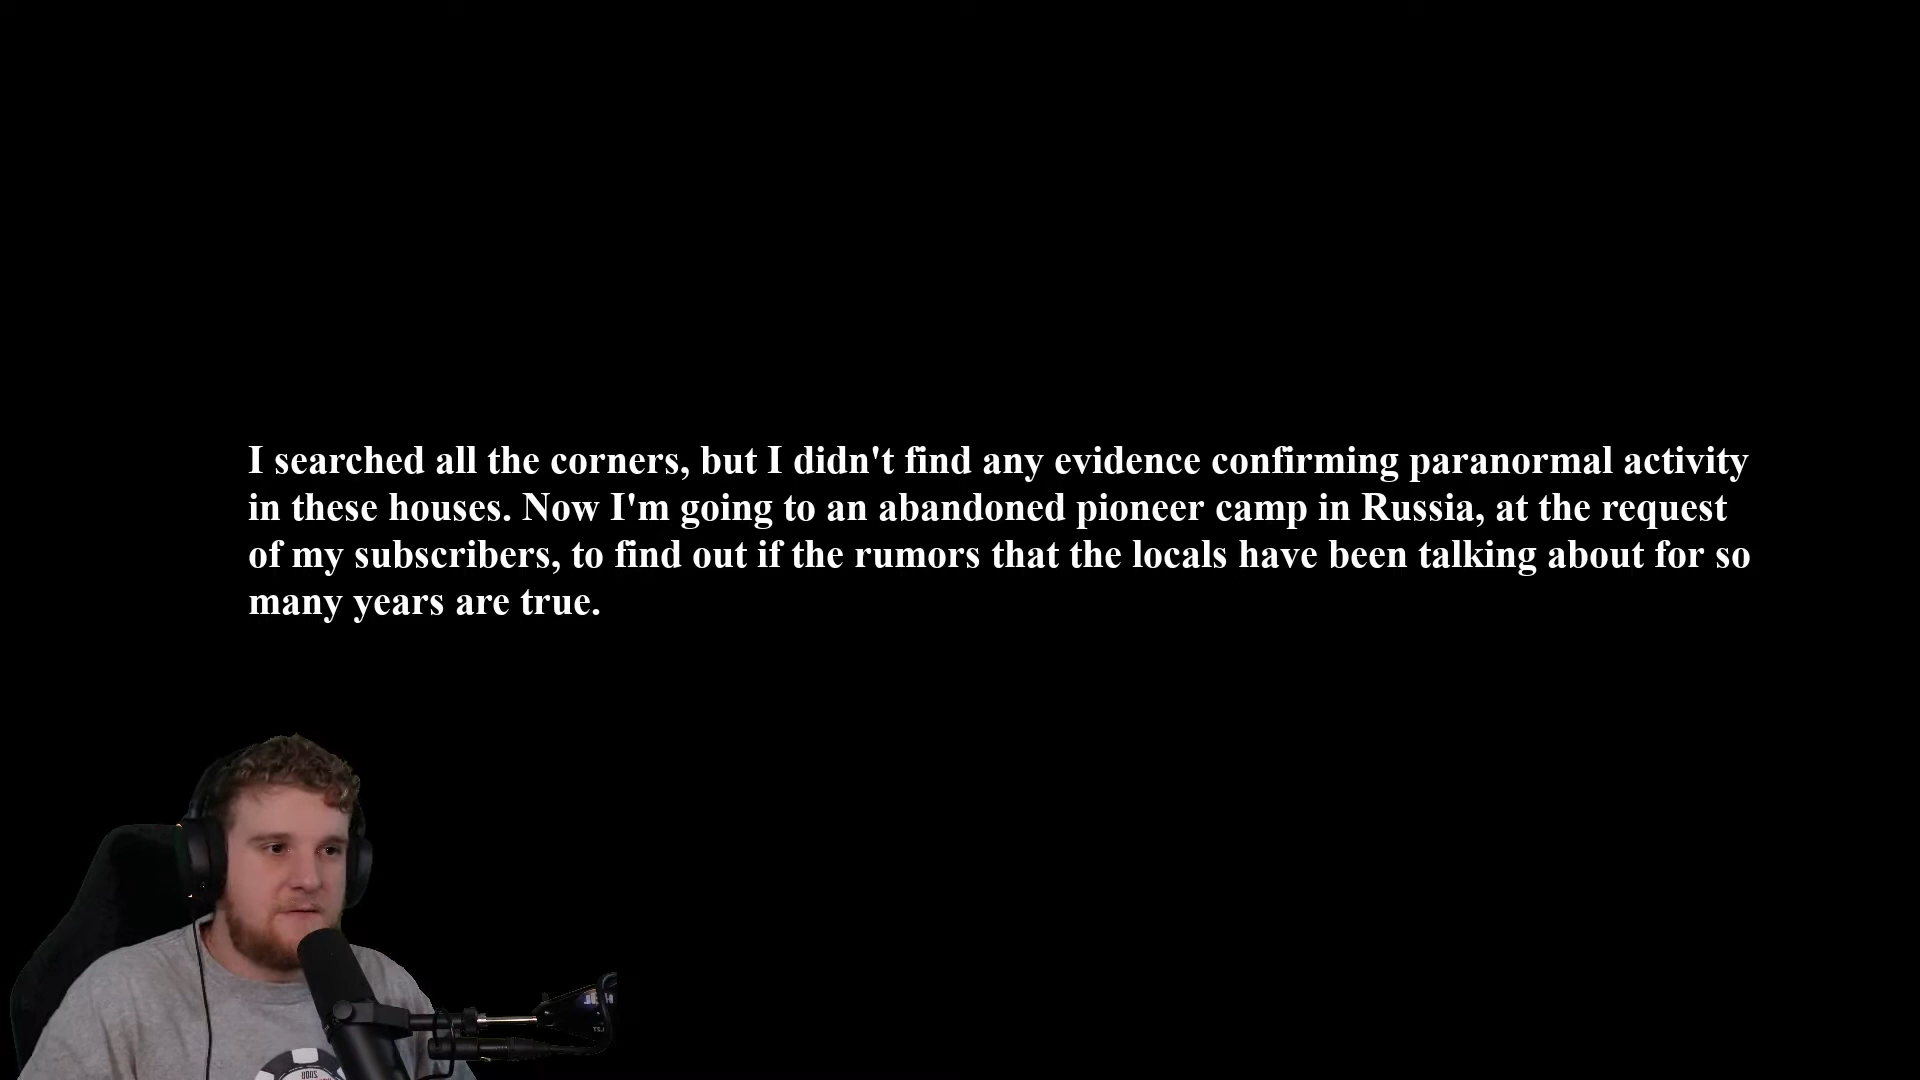 I searched all the corners, but I didn't find any evidence confirming paranormal activity
in these houses. Now I'm going to an abandoned pioneer camp in Russia, at the request
of my subscribers, to find out if the rumors that the locals have been talking about for so
many years are true.